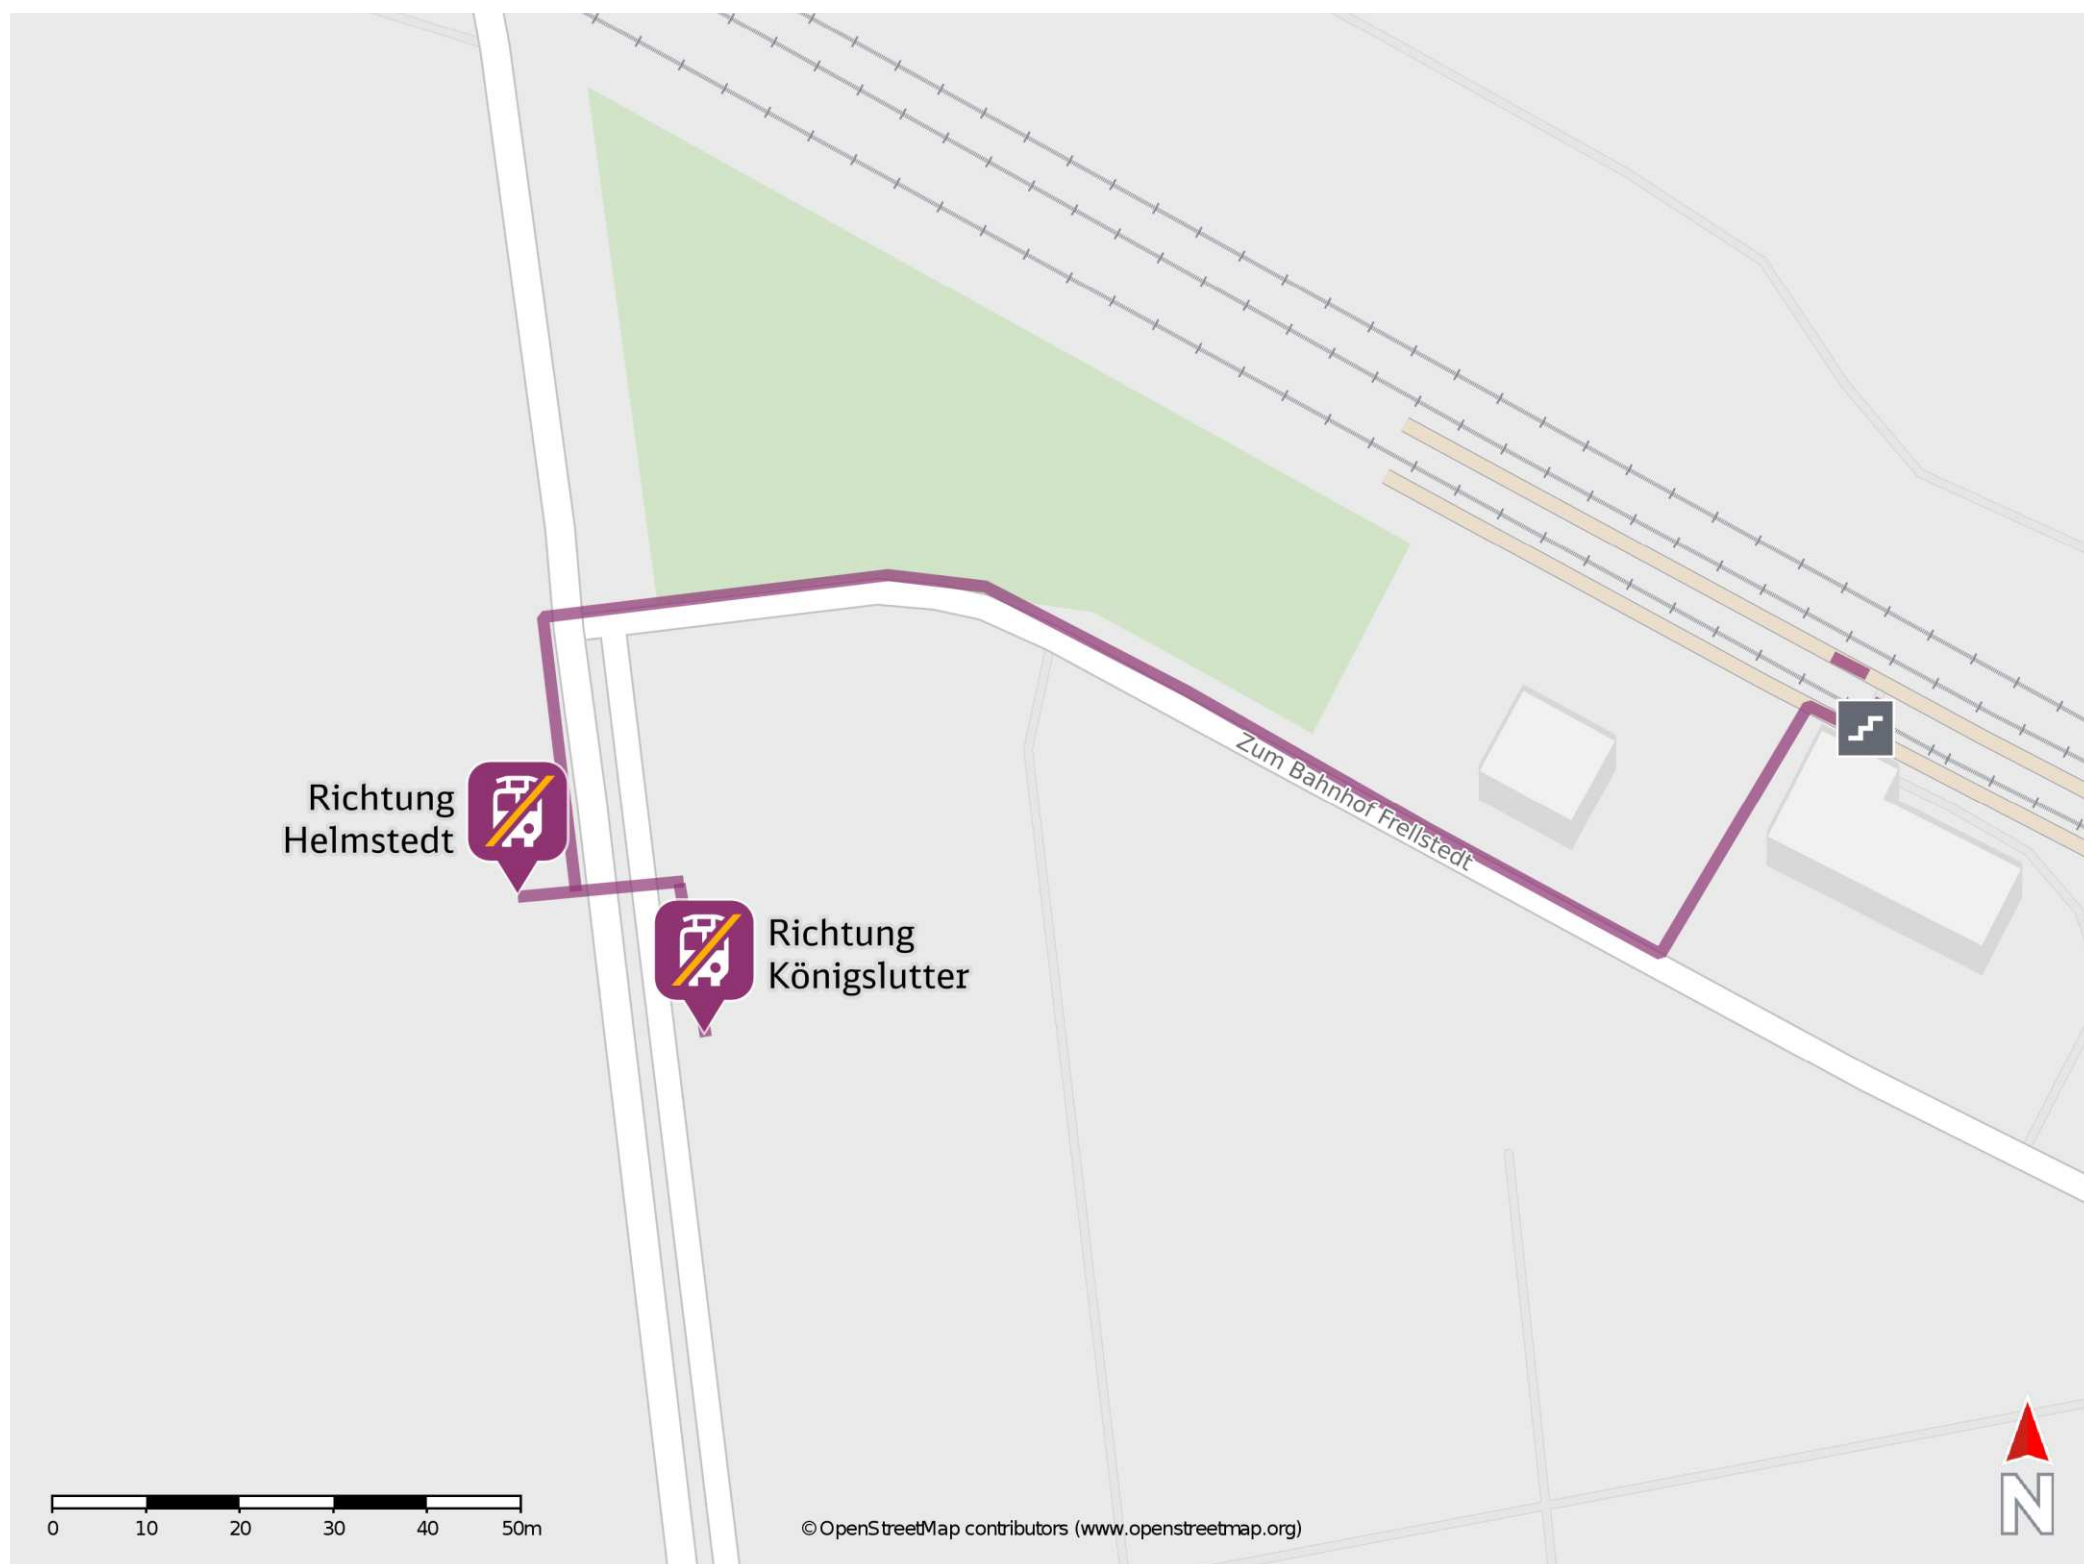 Zum Bahnhof Frellstedt
Richtung
Helmstedt
Richtung
Königslutter
0 10 20 30 40 50m
© OpenStreetMap contributors (www.openstreetmap.org)
N